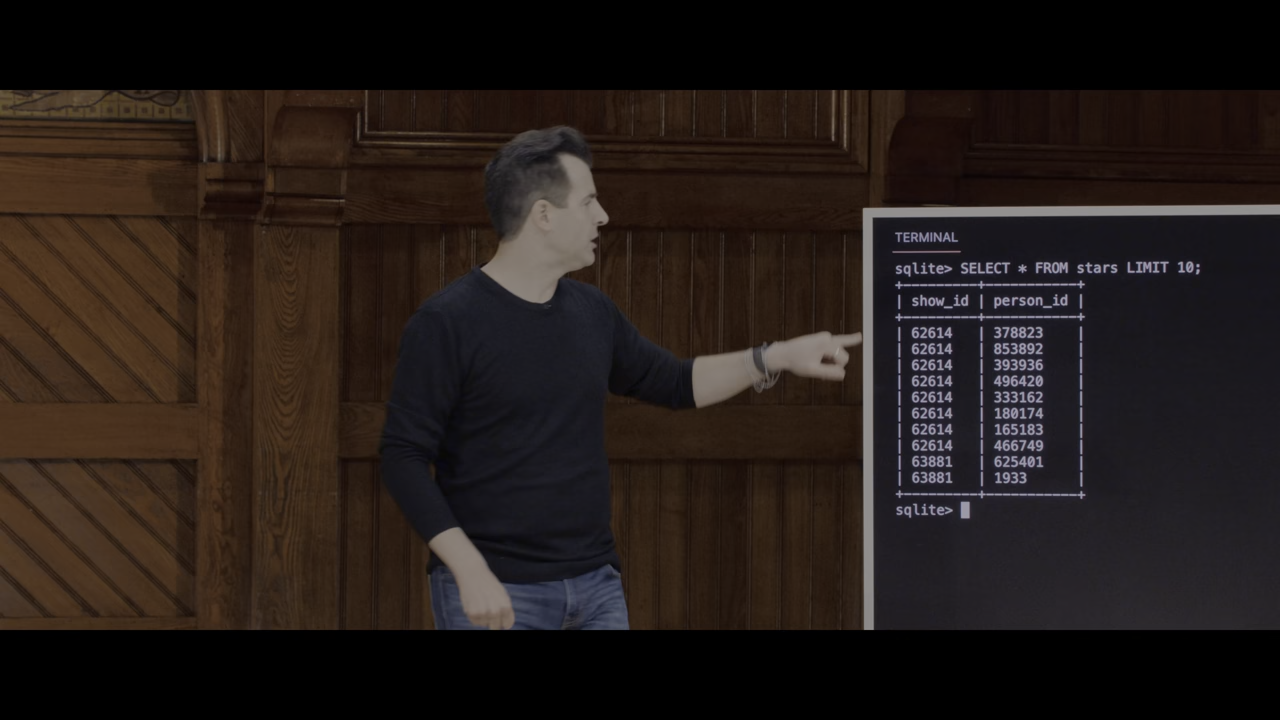 TERMINAL
sqlite> SELECT * FROM stars LIMIT 10;
+---------+-----------+
| show_id | person_id |
+---------+-----------+
| 62614 | 378823 |
| 62614 | 853892 |
| 62614 | 393936 |
| 62614 | 496420 |
| 62614 | 333162 |
| 62614 | 180174 |
| 62614 | 165183 |
| 62614 | 466749 |
| 63881 | 625401 |
| 63881 | 1933 |
+---------+-----------+
sqlite>